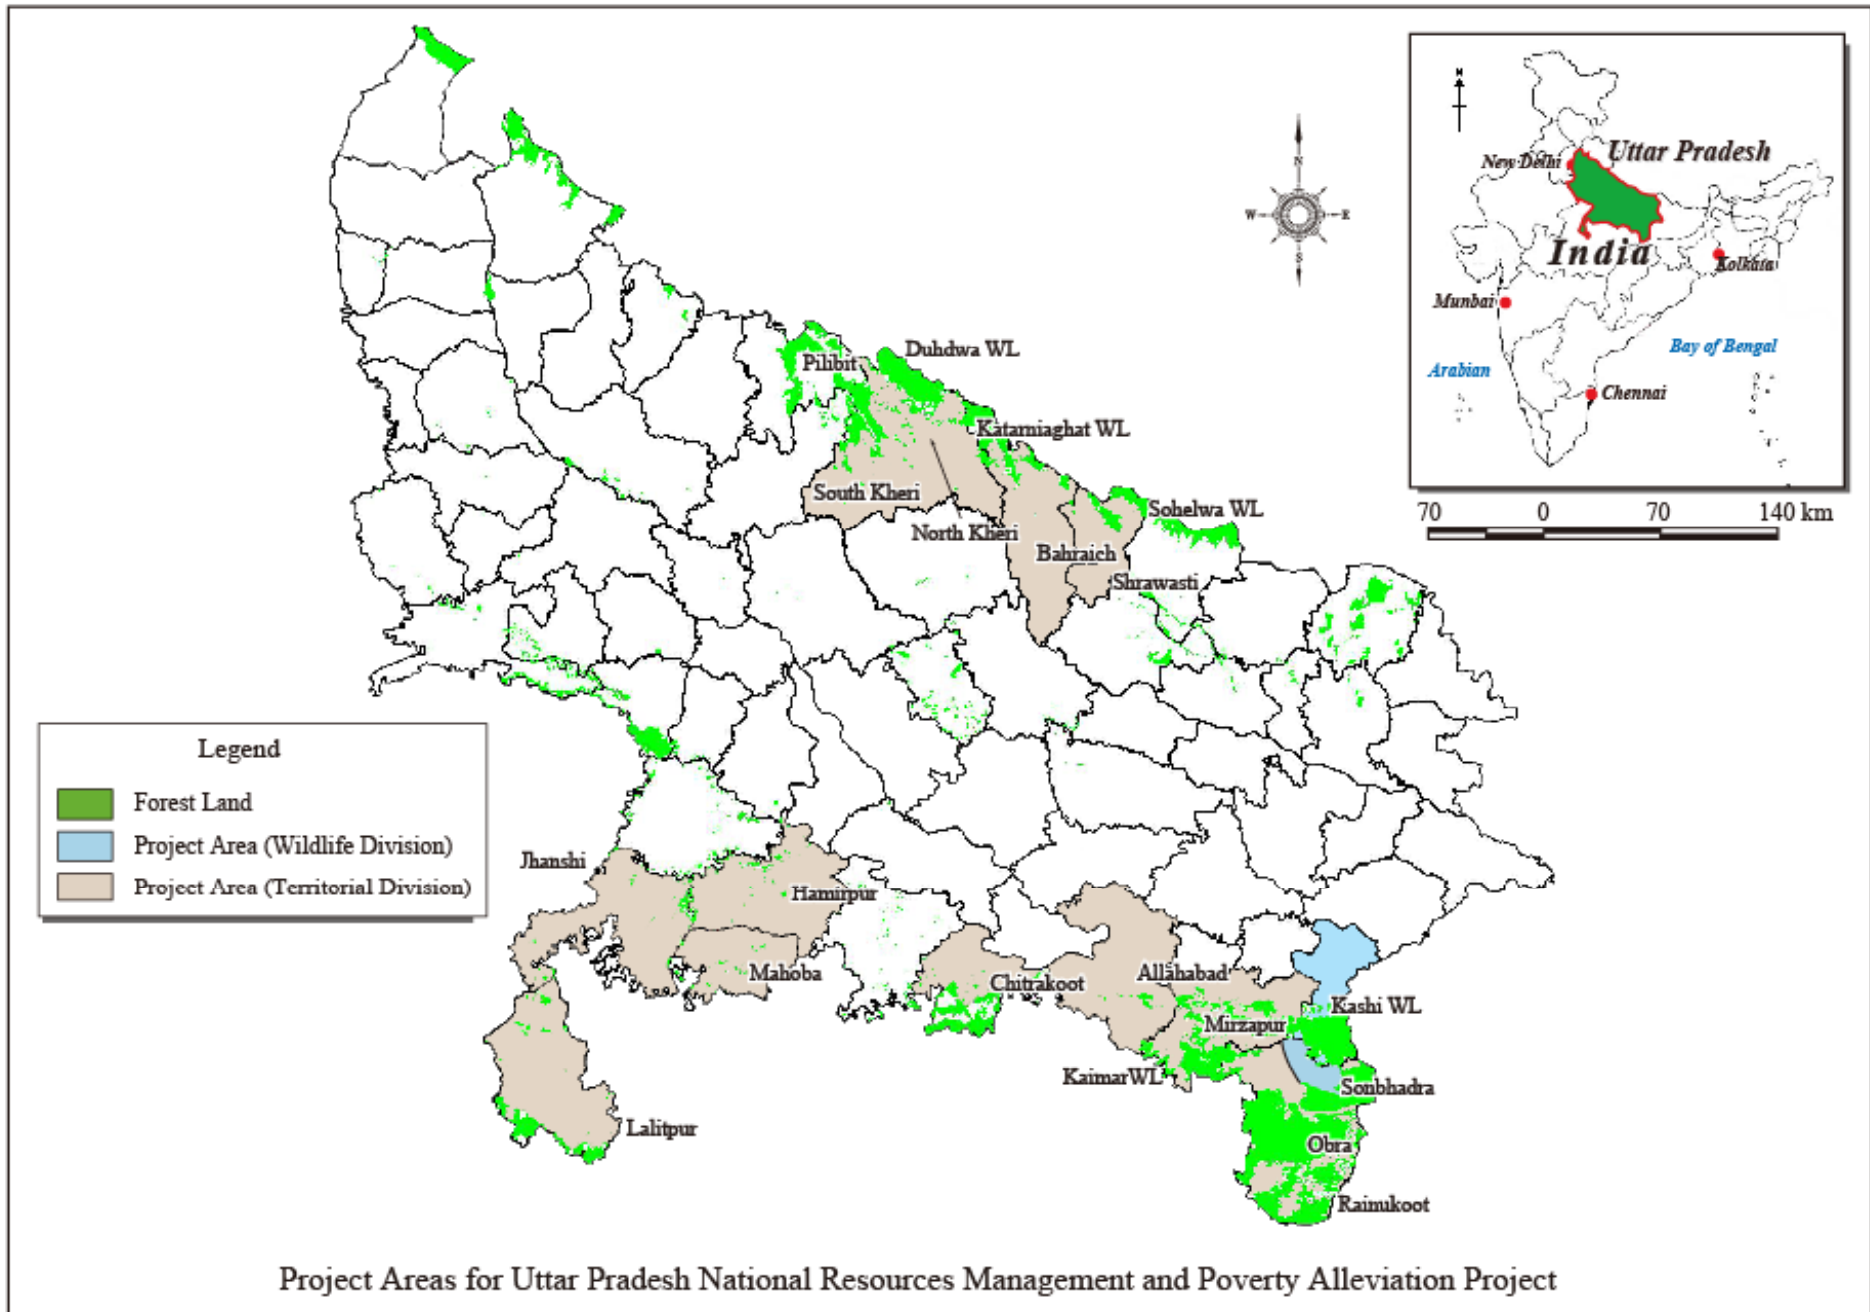 N
New Delhi
Uttar Pradesh
India
Kolkata
Munbai
Bay of Bengal
Arabian
Chennai
70 0 70 140 km
N
W E
S
Duhdwa WL
Pilibit
Katarniaghat WL
South Kheri
Sohelwa WL
North Kheri
Bahraich
Shrawasti
Legend
Forest Land
Project Area (Wildlife Division)
Project Area (Territorial Division)
Jhanshi
Hamirpur
Mahoba
Chitrakoot
Allahabad
Kashi WL
Mirzapur
KaimarWL
Sonbhadra
Lalitpur
Obra
Rainukoot
Project Areas for Uttar Pradesh National Resources Management and Poverty Alleviation Project